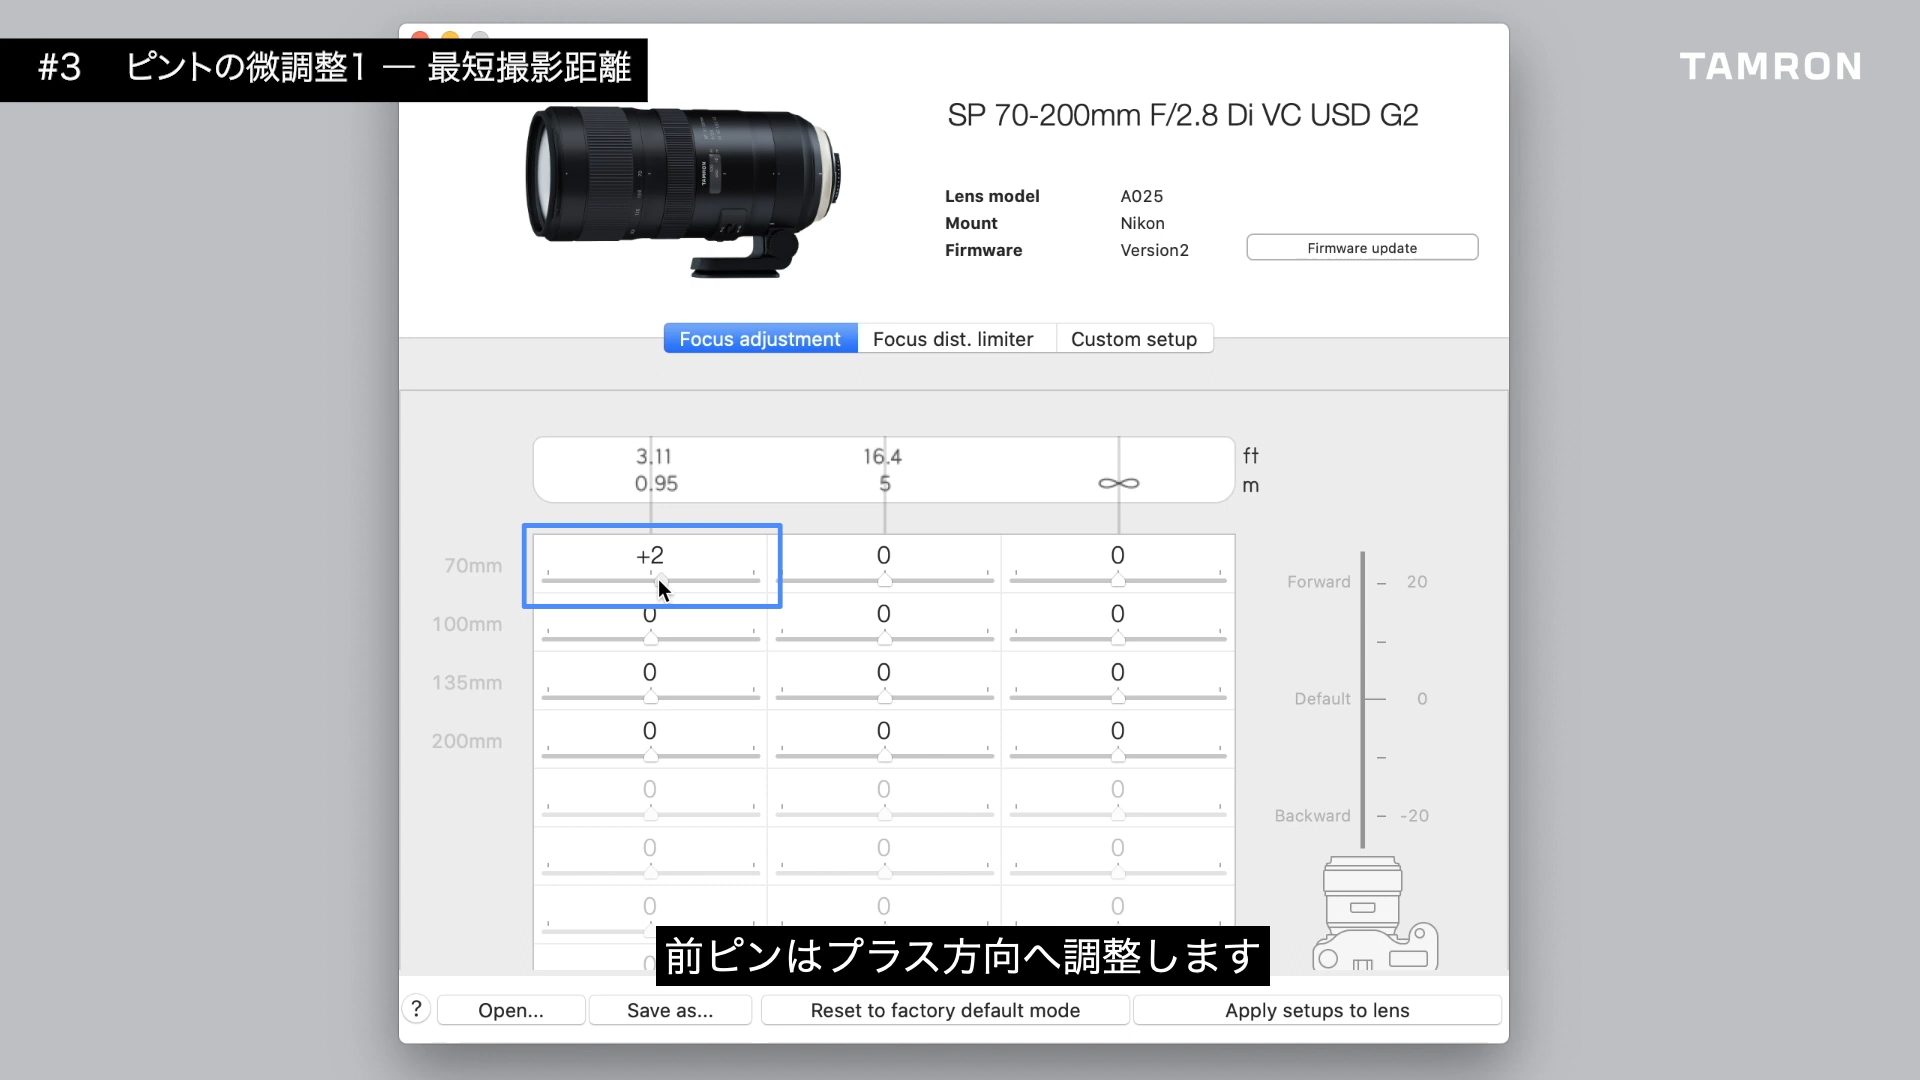 #3 ピントの微調整1 — 最短撮影距離
TAMRON
SP 70-200mm F/2.8 Di VC USD G2
Lens model A025
Mount Nikon
Firmware Version2
Firmware update
Focus adjustment
Focus dist. limiter
Custom setup
3.11 16.4 ft
0.95 5 ∞ m
70mm +2 0 0
100mm 0 0 0
135mm 0 0 0
200mm 0 0 0
0 0 0
0 0 0
0 0 0
0
Forward 20
Default 0
Backward -20
前ピンはプラス方向へ調整します
?
Open...
Save as...
Reset to factory default mode
Apply setups to lens